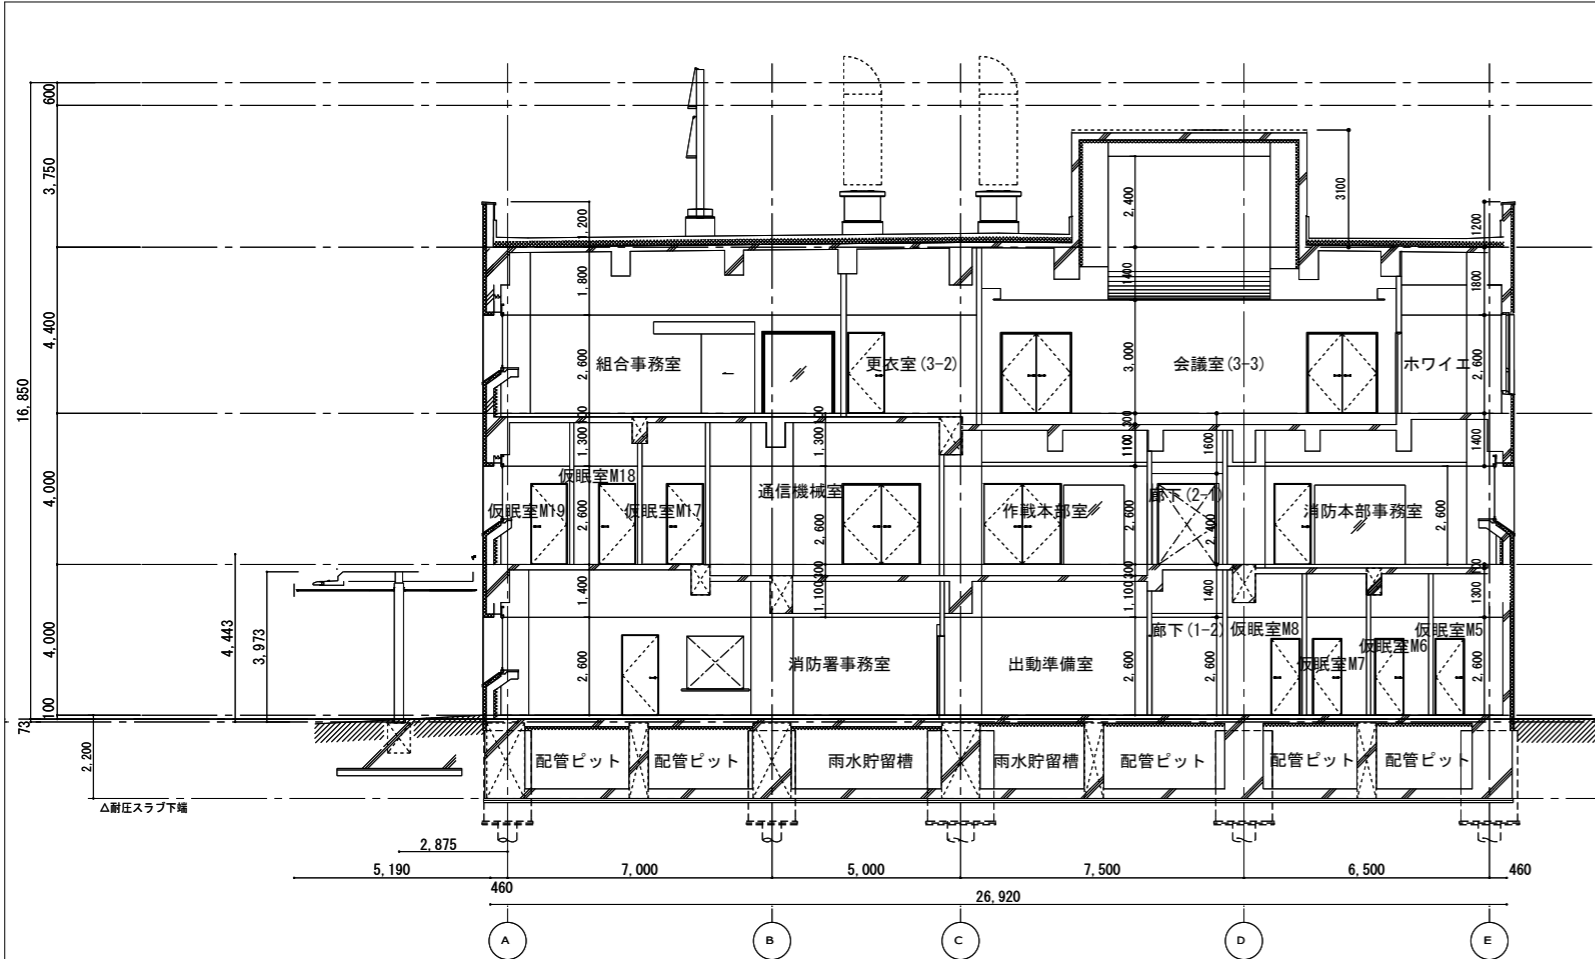 600
3,750
4,400
16,850
4,000
4,000
100
73
2,200
△耐圧スラブ下端
4,443
3,973
1,200
1,800
2,600
1,300
2,600
1,400
2,600
2,400
1400
3100
1200
1800
組合事務室
更衣室(3-2)
3,000
会議室(3-3)
ホワイエ
2,600
1,300
300
1100
1600
1400
仮眠室M19
仮眠室M18
仮眠室M17
通信機械室
2,600
作戦本部室
2,600
廊下(2-1)
2,400
消防本部事務室
2,600
300
1,100
300
1,100
1400
1300
消防署事務室
出動準備室
2,600
廊下(1-2)
2,600
仮眠室M8
仮眠室M7
仮眠室M6
仮眠室M5
2,600
配管ピット
配管ピット
雨水貯留槽
雨水貯留槽
配管ピット
配管ピット
配管ピット
2,875
5,190
460
7,000
5,000
7,500
6,500
460
26,920
A
B
C
D
E